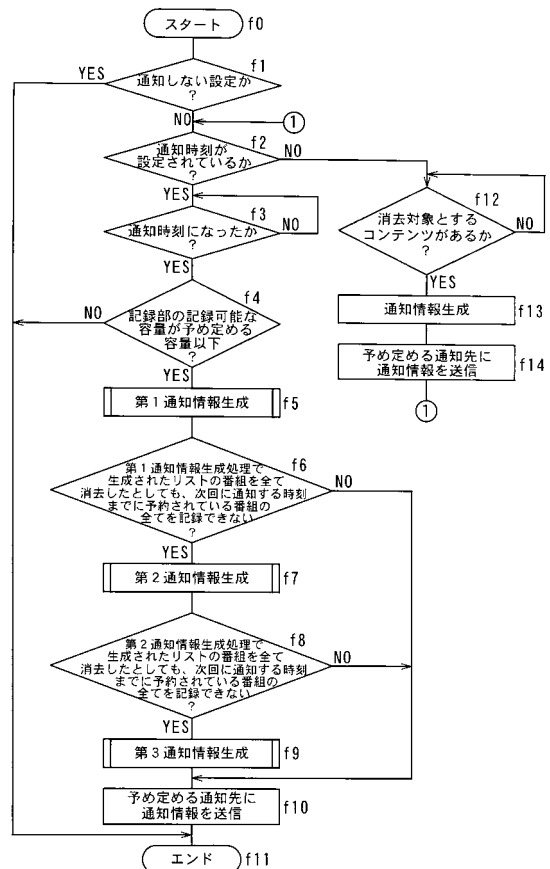 スタート f0
f1
YES
通知しない設定か
?
NO
①
f2
通知時刻が
設定されているか
?
NO
YES
f3
通知時刻になったか
?
NO
YES
f12
消去対象とする
コンテンツがあるか
?
NO
YES
通知情報生成 f13
予め定める通知先に
通知情報を送信
f14
①
f4
NO
記録部の記録可能な
容量が予め定める
容量以下
?
YES
第1通知情報生成 f5
f6
第1通知情報生成処理で
生成されたリストの番組を全て
消去したとしても、次回に通知する時刻
までに予約されている番組の
全てを記録できない
?
NO
YES
第2通知情報生成 f7
f8
第2通知情報生成処理で
生成されたリストの番組を全て
消去したとしても、次回に通知する時刻
までに予約されている番組の
全てを記録できない
?
NO
YES
第3通知情報生成 f9
予め定める通知先に
通知情報を送信
f10
エンド f11